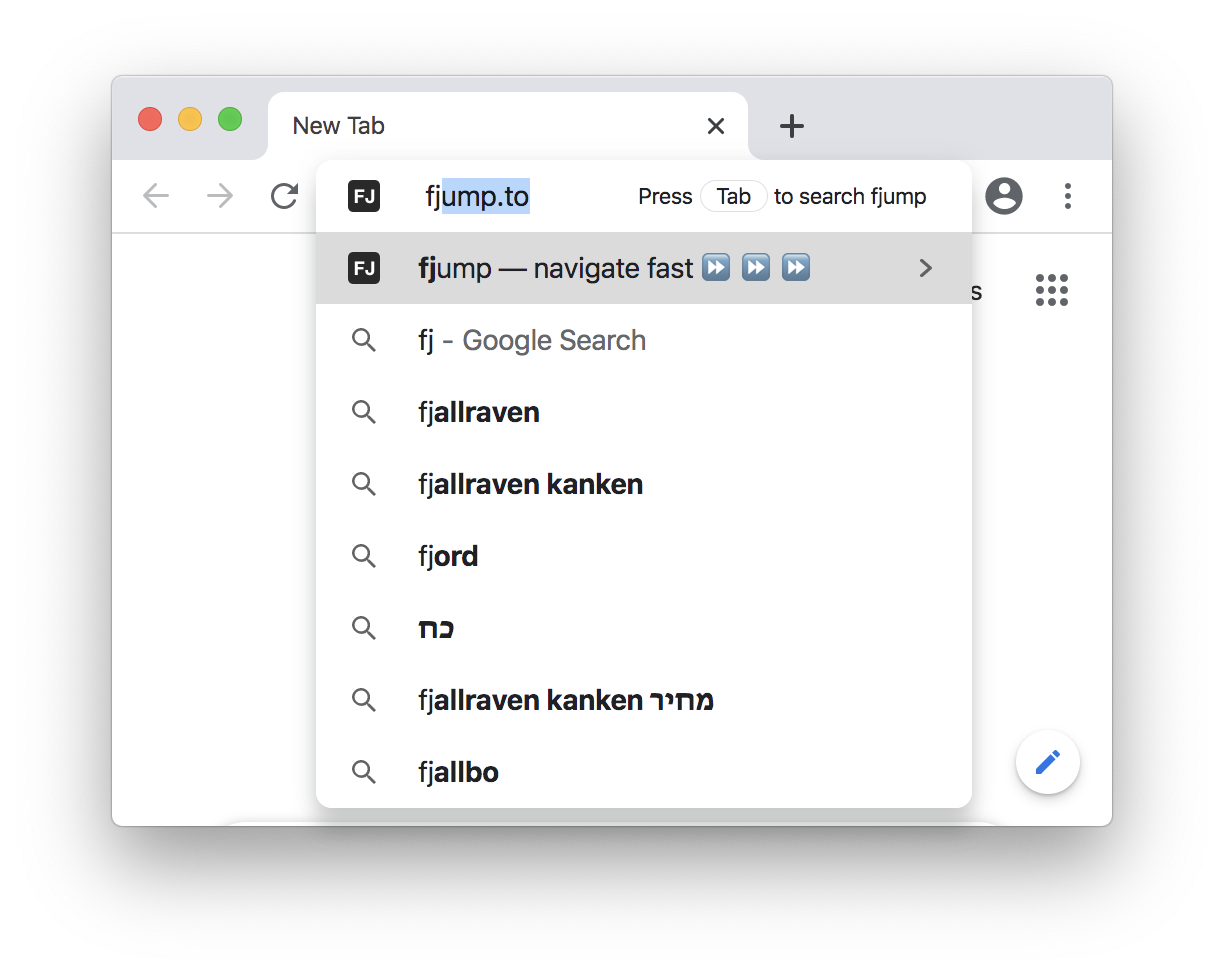 New Tab
FJ fjump.to Press Tab to search fjump
FJ fjump — navigate fast ⏩ ⏩ ⏩
s
fj - Google Search
fjallraven
fjallraven kanken
fjord
כח
fjallraven kanken מחיר
fjallbo